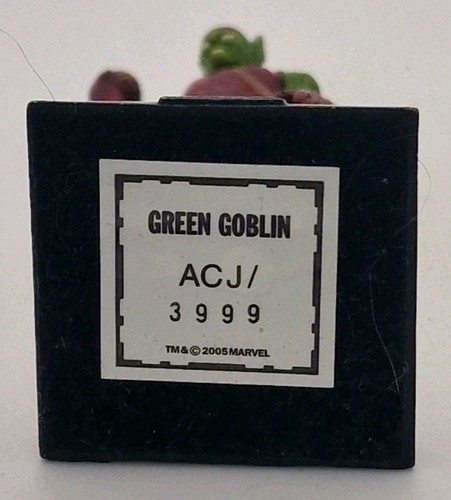 GREEN GOBLIN
ACJ/
3999
TM & © 2005 MARVEL